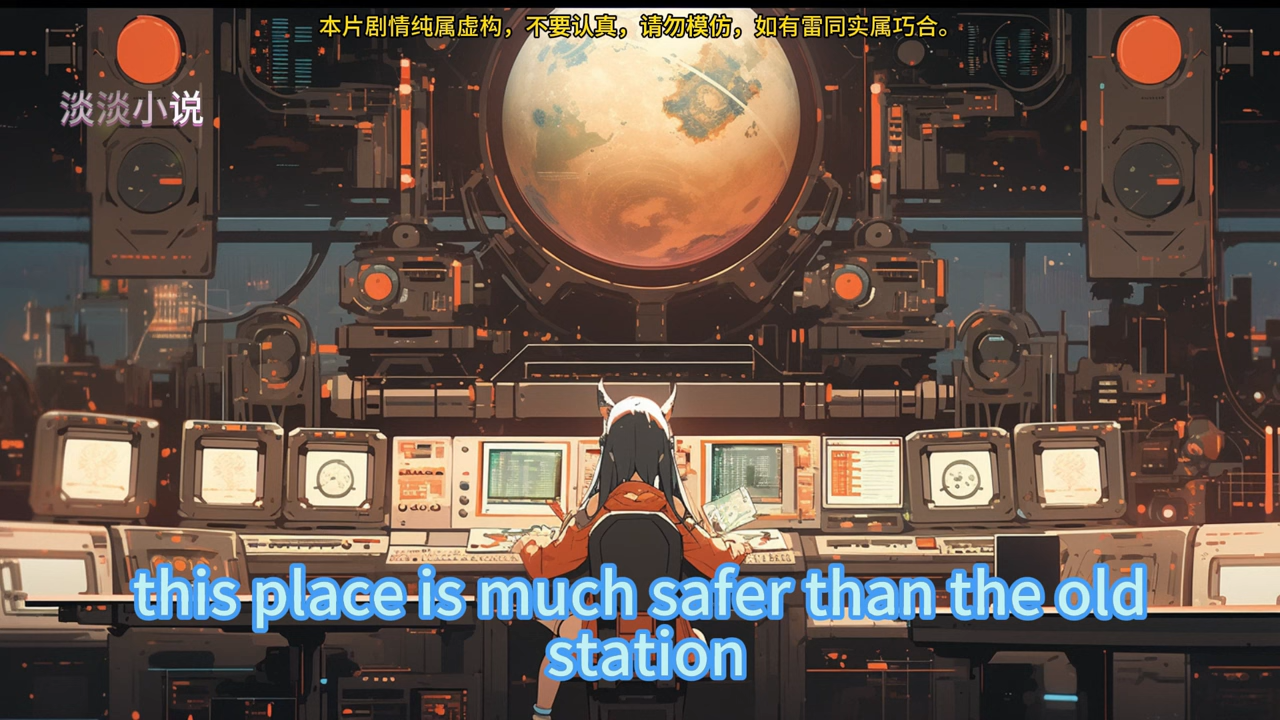 本片剧情纯属虚构，不要认真，请勿模仿，如有雷同实属巧合。
淡淡小说
this place is much safer than the old
station